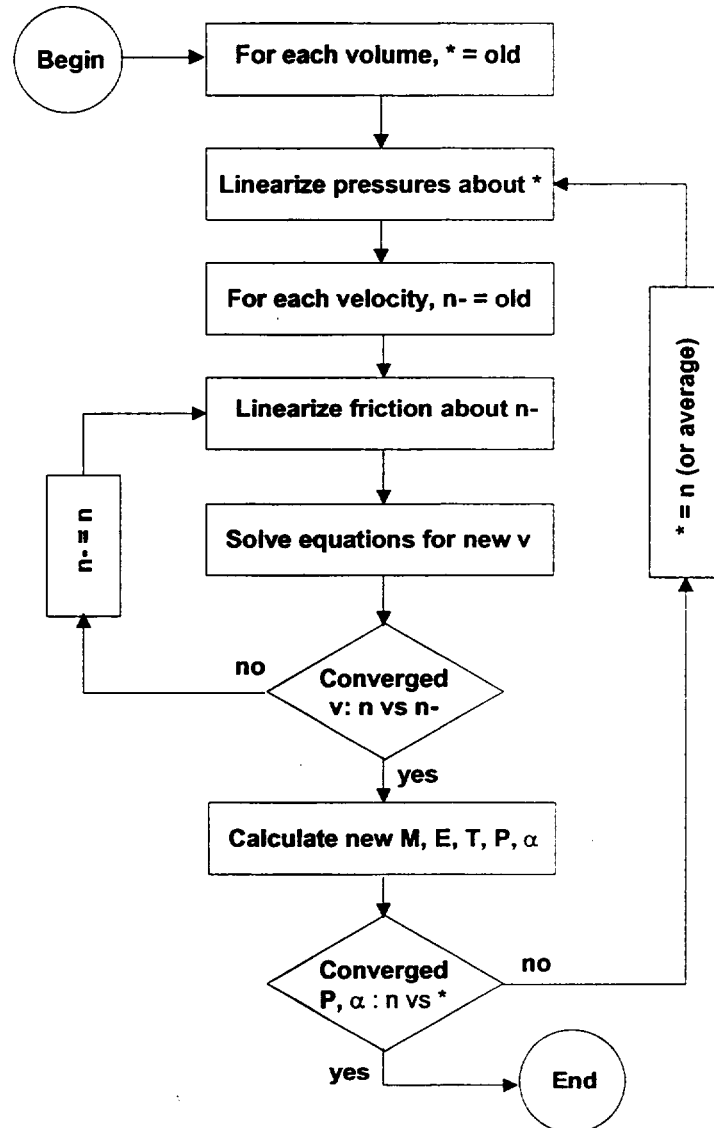 Begin
For each volume, * = old
Linearize pressures about *
For each velocity, n- = old
Linearize friction about n-
n- = n
* = n (or average)
Solve equations for new v
Converged
v: n vs n-
no
yes
Calculate new M, E, T, P, α
Converged
P, α : n vs *
no
yes
End